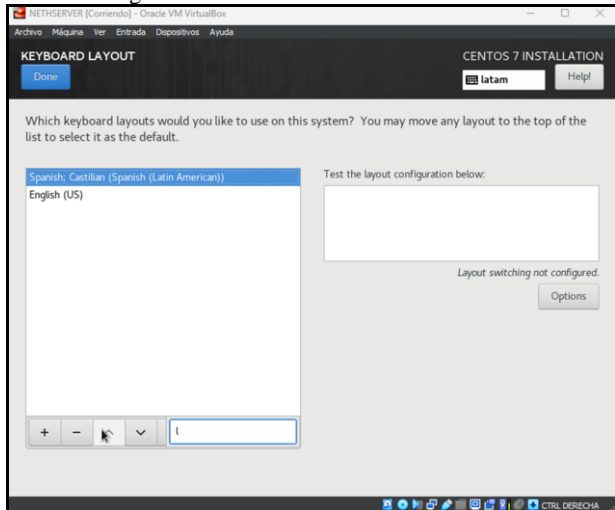 NETHSERVER [Corriendo] - Oracle VM VirtualBox
Archivo Máquina Ver Entrada Dispositivos Ayuda
KEYBOARD LAYOUT
CENTOS 7 INSTALLATION
Done
latam
Help!
Which keyboard layouts would you like to use on this system? You may move any layout to the top of the
list to select it as the default.
Spanish; Castilian (Spanish (Latin American))
English (US)
Test the layout configuration below:
Layout switching not configured.
Options
l
CTRL DERECHA